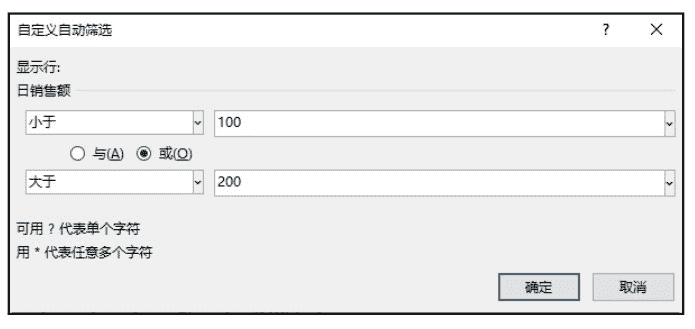 自定义自动筛选 ?
显示行:
日销售额
小于 100
与(A) 或(O)
大于 200
可用 ? 代表单个字符
用 * 代表任意多个字符
确定 取消